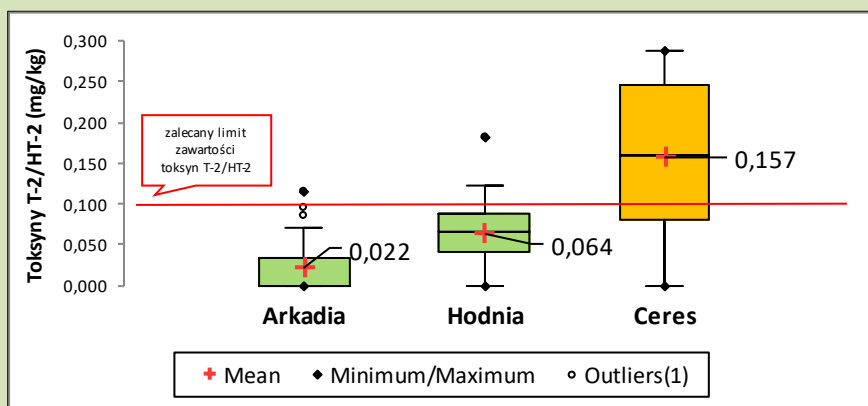 Toksyny T-2/HT-2 (mg/kg)
0,300
0,250
0,200
0,150
0,100
0,050
0,000
zalecany limit
zawartości
toksyn T-2/HT-2
0,022
0,064
0,157
Arkadia Hodnia Ceres
Mean Minimum/Maximum Outliers(1)